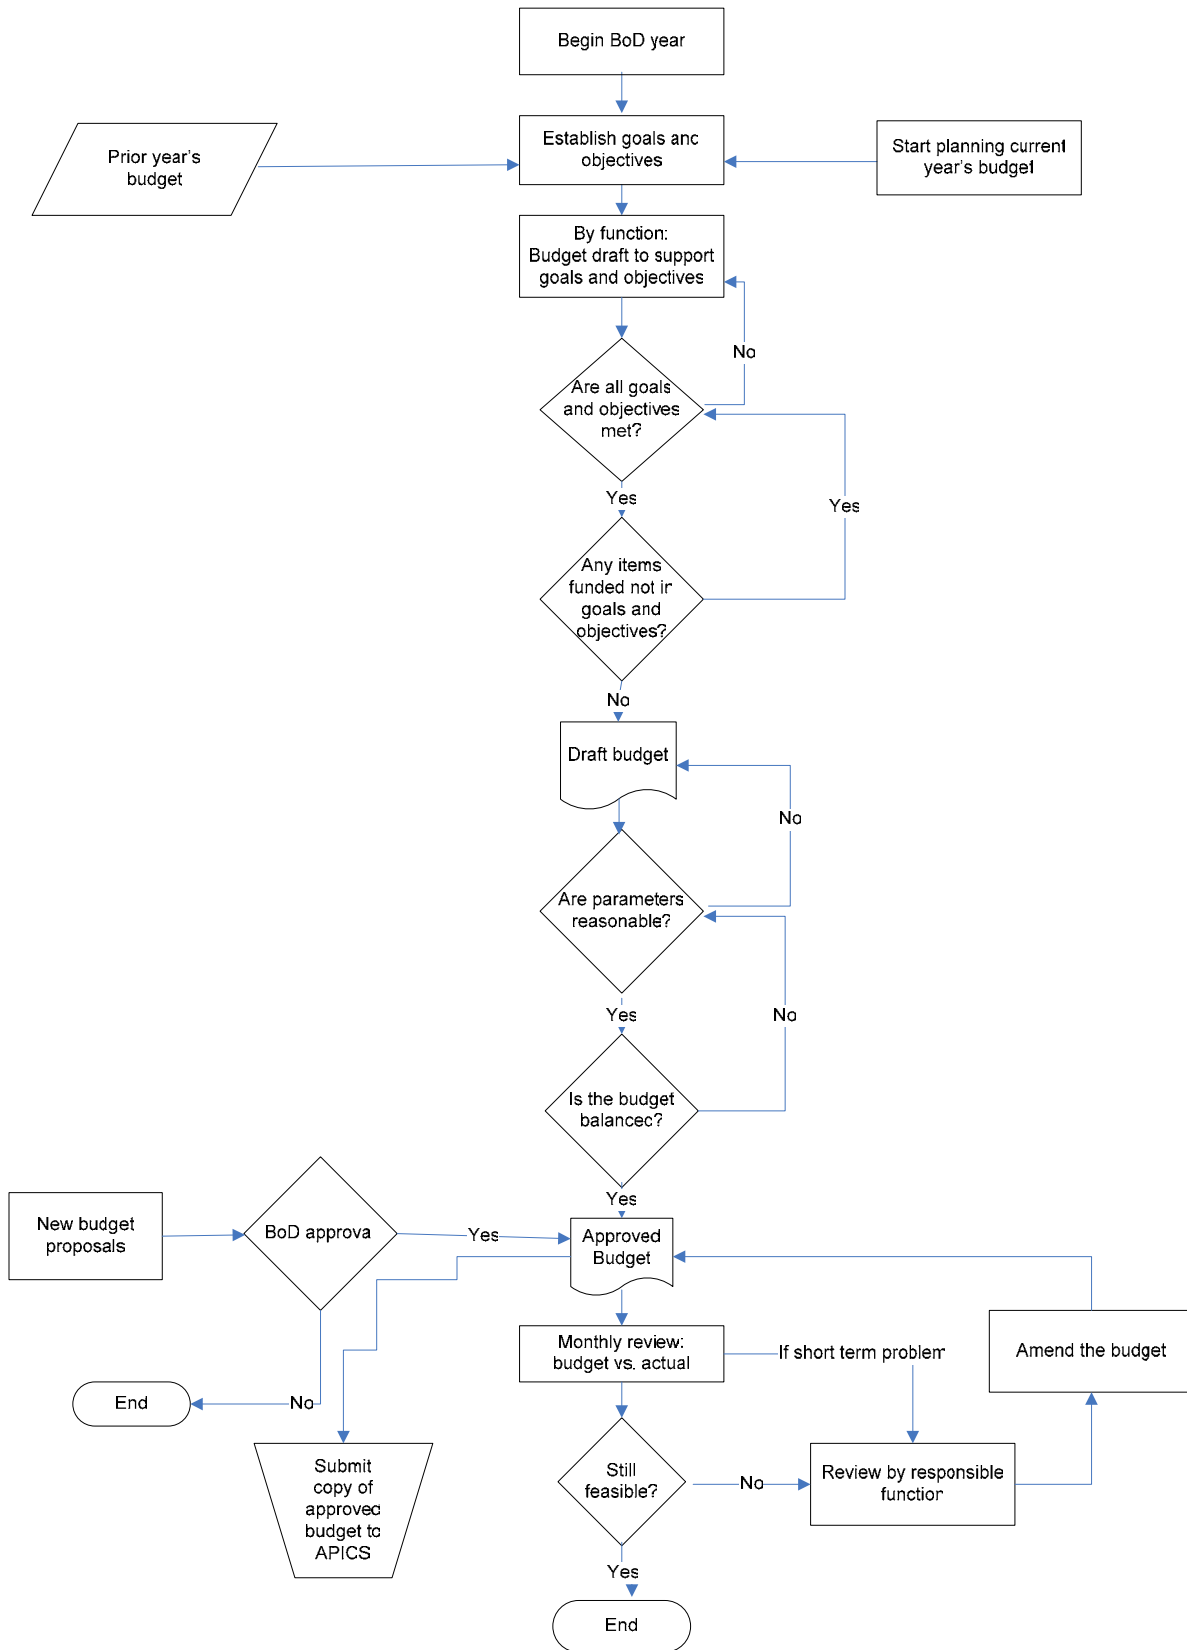 Begin BoD year
Prior year's
budget
Establish goals and
objectives
Start planning current
year's budget
By function:
Budget draft to support
goals and objectives
No
Are all goals
and objectives
met?
Yes
Yes
Any items
funded not in
goals and
objectives?
No
Draft budget
No
Are parameters
reasonable?
Yes
No
Is the budget
balanced?
Yes
New budget
proposals
BoD approva
Yes
Approved
Budget
Monthly review:
budget vs. actual
If short term problem
Amend the budget
End
No
Submit
copy of
approved
budget to
APICS
Still
feasible?
No
Review by responsible
function
Yes
End